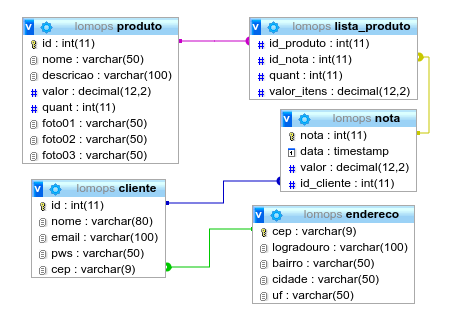 lomops produto
id : int(11)
nome : varchar(50)
descricao : varchar(100)
valor : decimal(12,2)
quant : int(11)
foto01 : varchar(50)
foto02 : varchar(50)
foto03 : varchar(50)
lomops lista_produto
id_produto : int(11)
id_nota : int(11)
quant : int(11)
valor_itens : decimal(12,2)
lomops nota
nota : int(11)
data : timestamp
valor : decimal(12,2)
id_cliente : int(11)
lomops cliente
id : int(11)
nome : varchar(80)
email : varchar(100)
pws : varchar(50)
cep : varchar(9)
lomops endereco
cep : varchar(9)
logradouro : varchar(100)
bairro : varchar(50)
cidade : varchar(50)
uf : varchar(50)